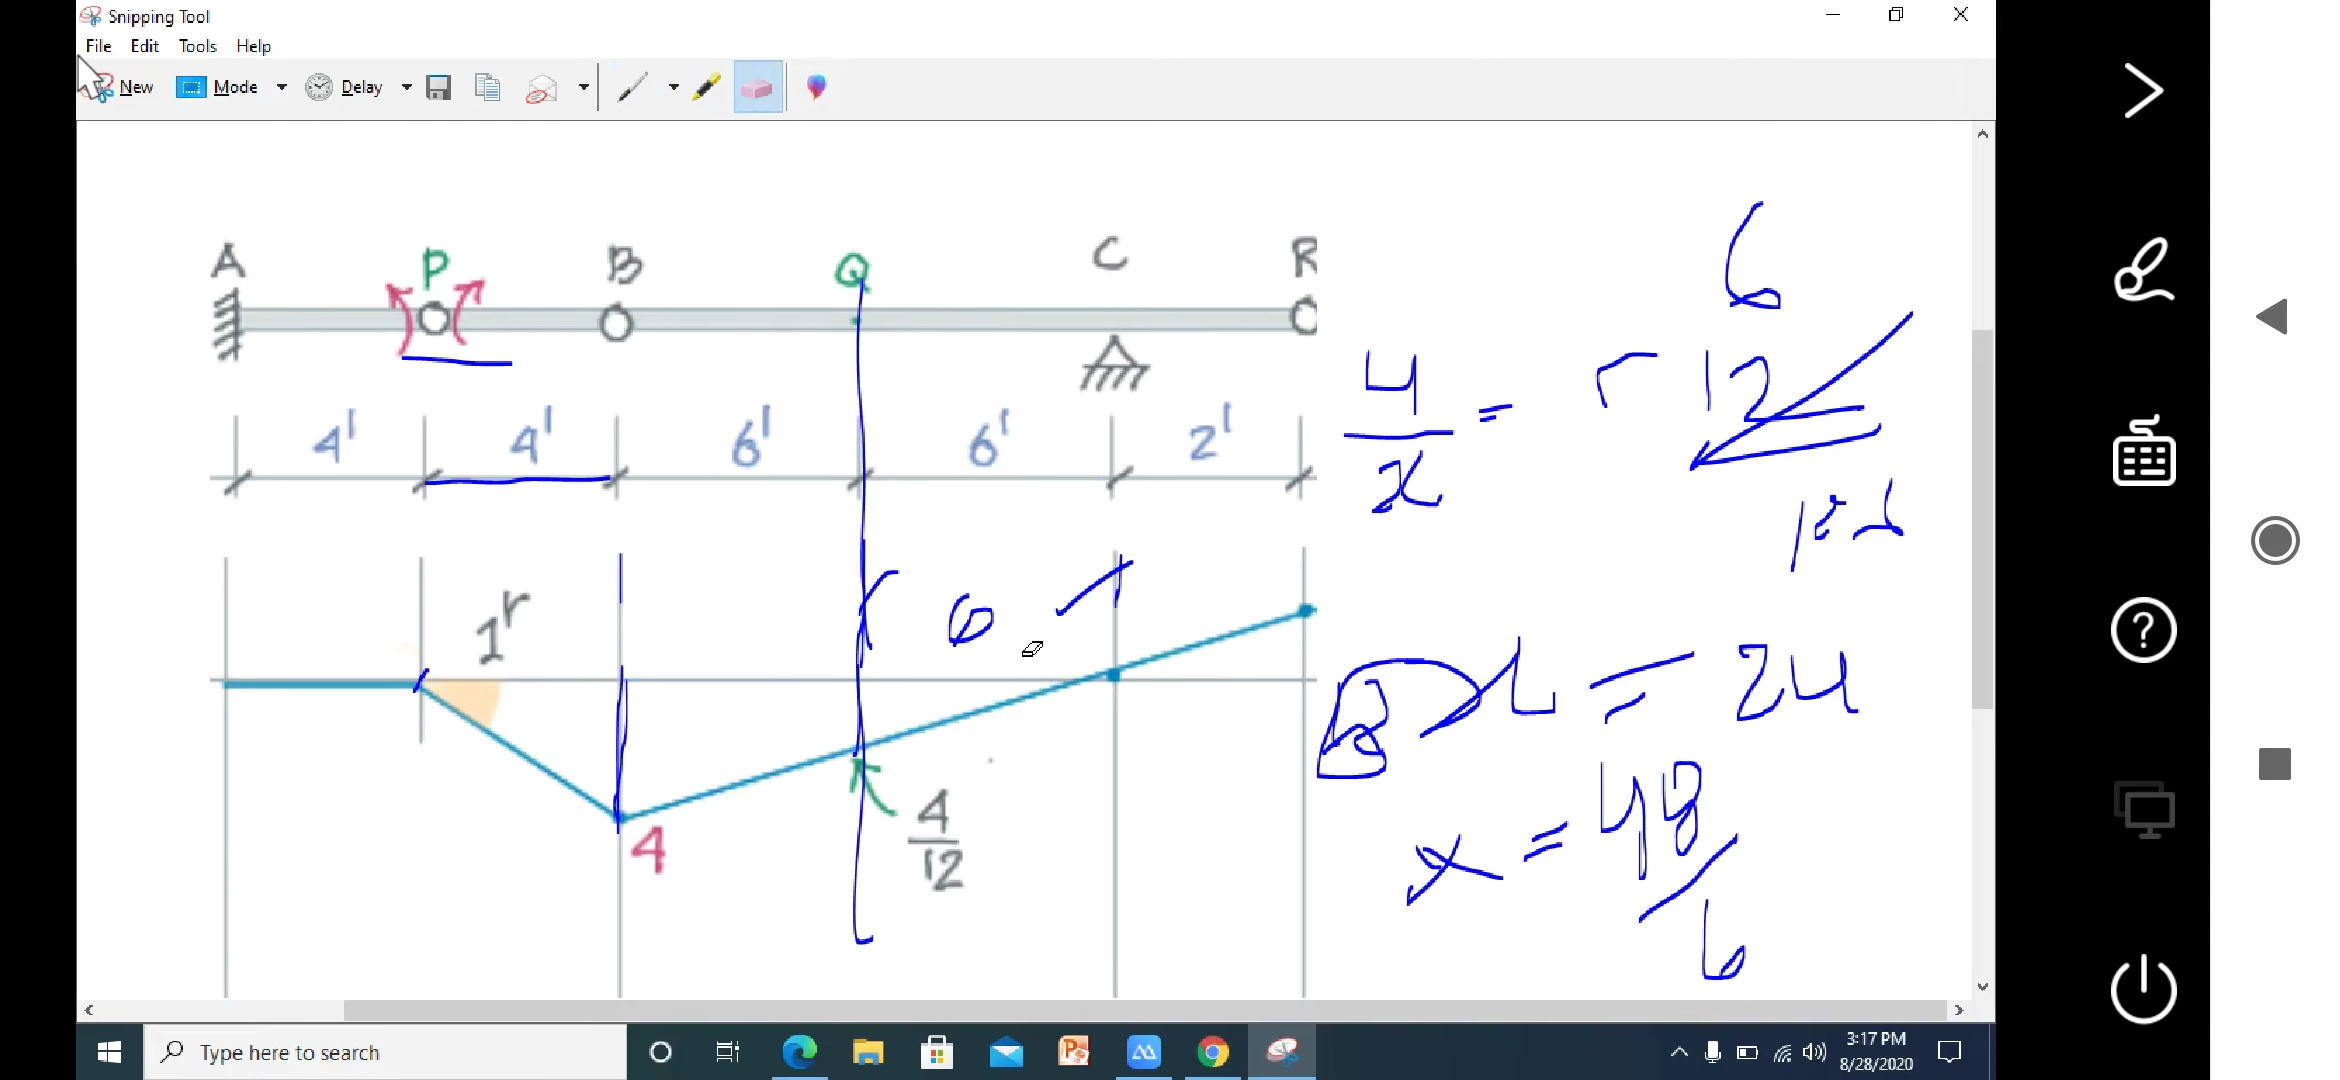 Snipping Tool
File Edit Tools Help
New Mode Delay
A P B Q C R
4' 4' 6' 6' 2'
1r
6
4
4
12
6
4
x
=
12
= 24
x = 48
6
Type here to search
3:17 PM
8/28/2020